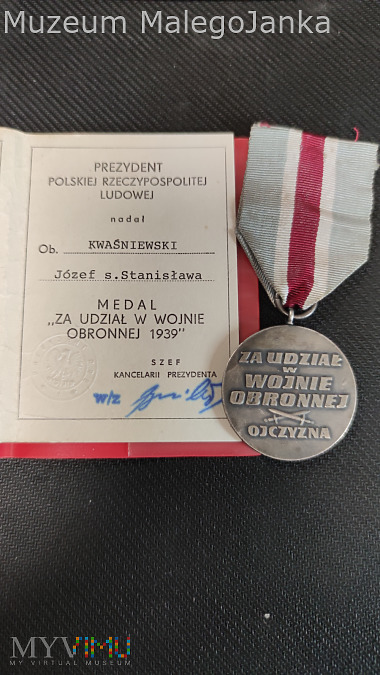 Muzeum MalegoJanka
PREZYDENT
POLSKIEJ RZECZYPOSPOLITEJ
LUDOWEJ
nadał
Ob. KWAŚNIEWSKI
Józef s.Stanisława
MEDAL
„ZA UDZIAŁ W WOJNIE
OBRONNEJ 1939"
SZEF
KANCELARII PREZYDENTA
w/z
ZA UDZIAŁ
W
WOJNIE
OBRONNEJ
OJCZYZNA
MYVIMU
MY VIRTUAL MUSEUM